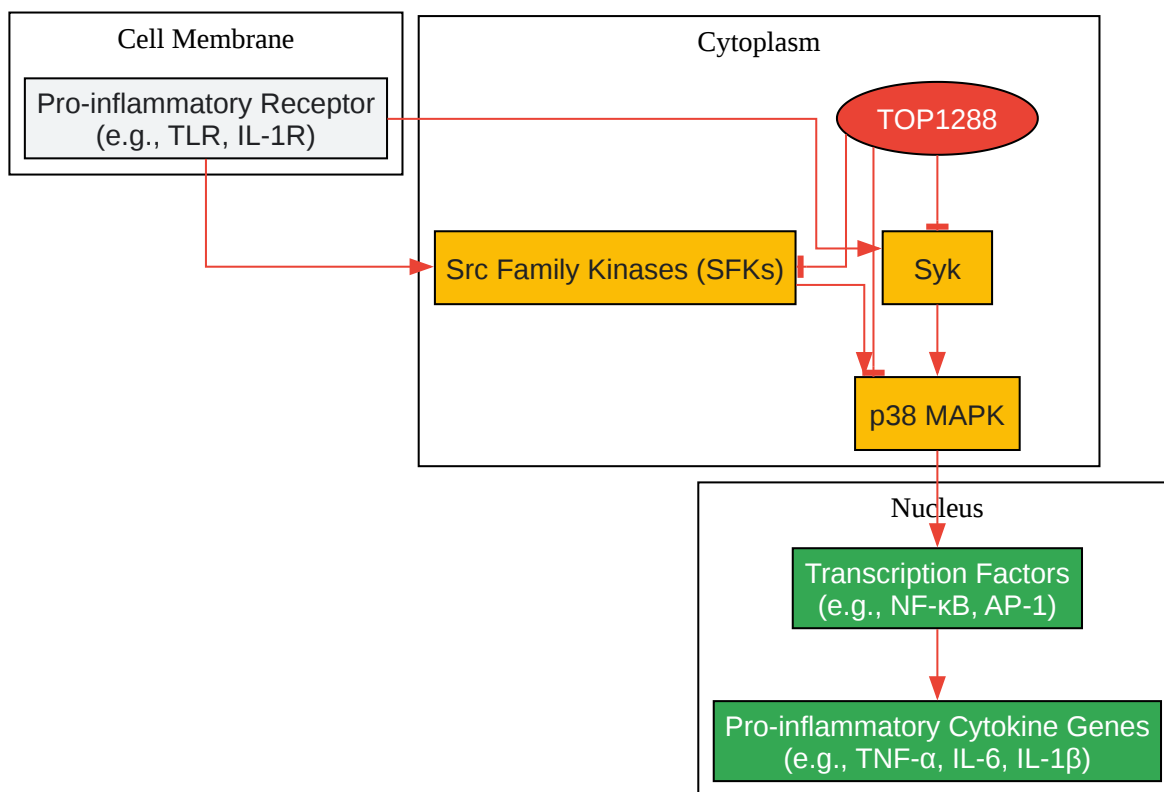 Cell Membrane
Pro-inflammatory Receptor
(e.g., TLR, IL-1R)
Cytoplasm
TOP1288
Src Family Kinases (SFKs)
Syk
p38 MAPK
Nucleus
Transcription Factors
(e.g., NF-κB, AP-1)
Pro-inflammatory Cytokine Genes
(e.g., TNF-α, IL-6, IL-1β)